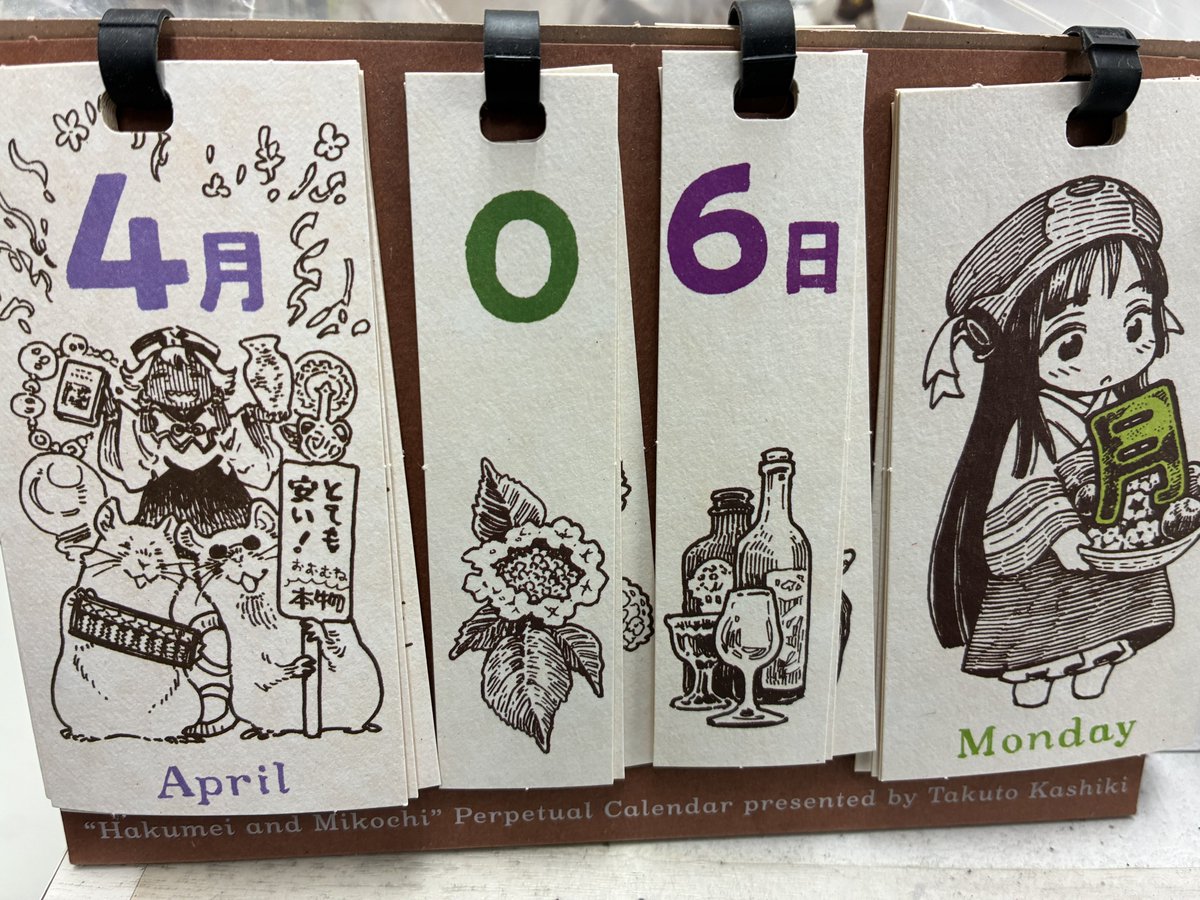 4月
とても
安い!
おおむね
本物
April
0
6日
月
Monday
"Hakumei and Mikochi" Perpetual Calendar presented by Takuto Kashiki